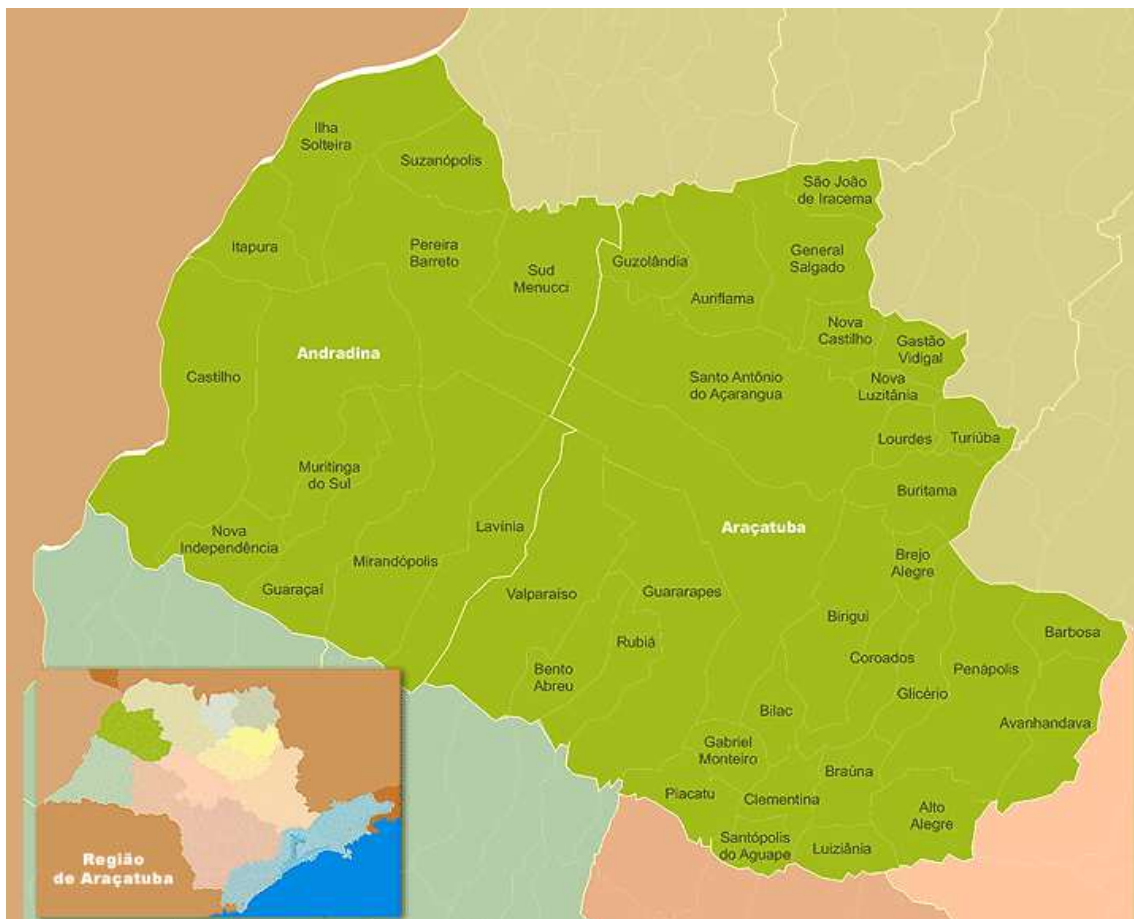 Ilha
Solteira
Suzanópolis
Itapura
Pereira
Barreto
Sud
Menucci
Andradina
Castilho
Muritinga
do Sul
Nova
Independência
Guaraçaí
Mirandópolis
Lavínia
São João
de Iracema
General
Salgado
Guzolândia
Auriflama
Nova
Castilho
Gastão
Vidigal
Santo Antônio
do Açarangua
Nova
Luzitânia
Lourdes
Turiúba
Buritama
Araçatuba
Brejo
Alegre
Valparaíso
Guararapes
Birigui
Barbosa
Rubiá
Coroados
Penápolis
Bento
Abreu
Glicério
Bilac
Avanhandava
Gabriel
Monteiro
Braúna
Piacatu
Clementina
Alto
Alegre
Santópolis
do Aguape
Luiziânia
Região
de Araçatuba